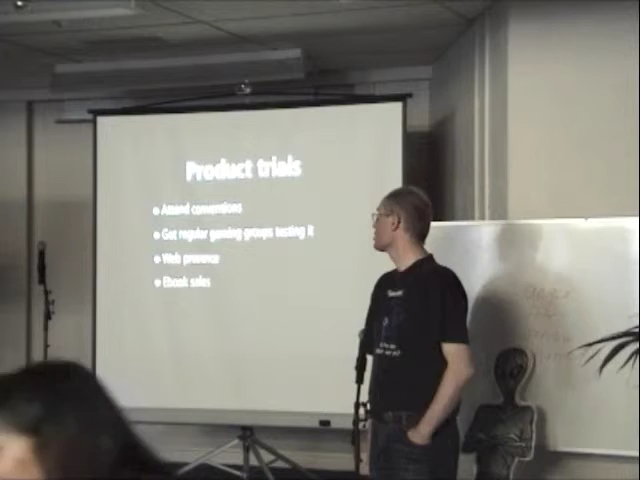 Product trials
Attend conventions
Get regular gaming groups testing it
Web presence
Ebook sales